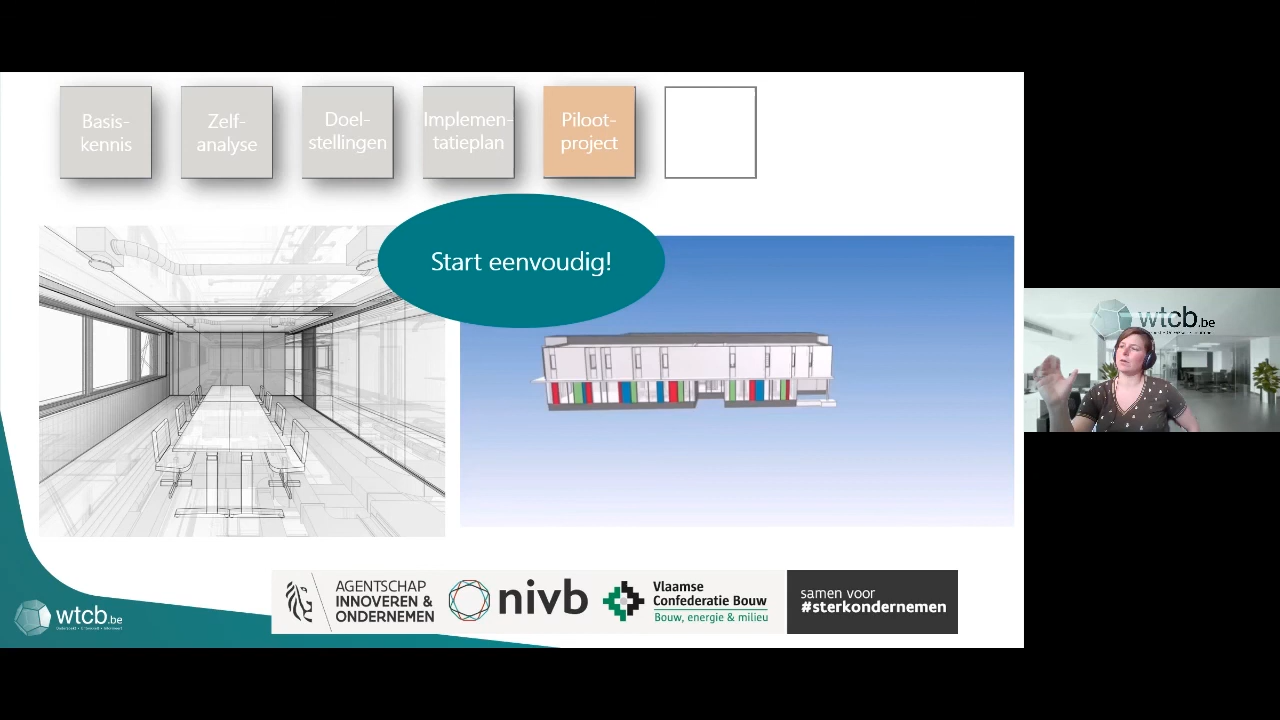 Basis-
kennis
Zelf-
analyse
Doel-
stellingen
Implemen-
tatieplan
Piloot-
project
Start eenvoudig!
wtcb.be
wtcb.be
AGENTSCHAP
INNOVEREN &
ONDERNEMEN
nivb
Vlaamse
Confederatie Bouw
Bouw, energie & milieu
samen voor
#sterkondernemen